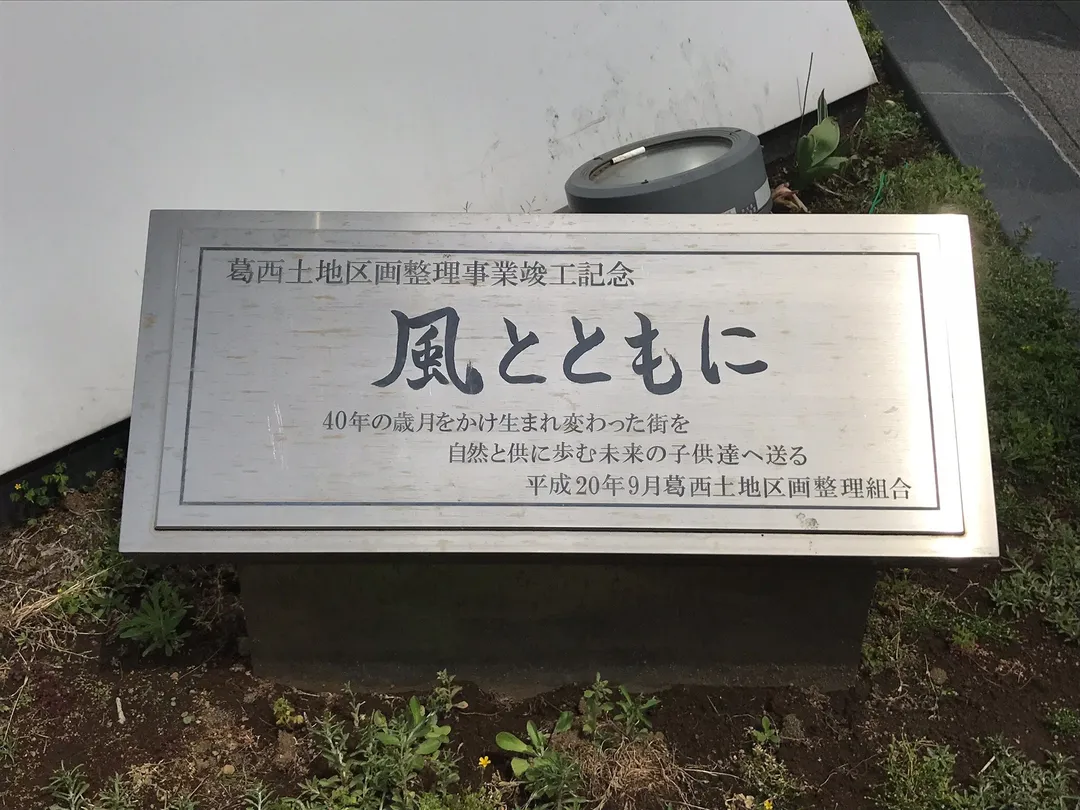 葛西土地区画整理事業竣工記念
風とともに
40年の歳月をかけ生まれ変わった街を
自然と供に歩む未来の子供達へ送る
平成20年9月葛西土地区画整理組合